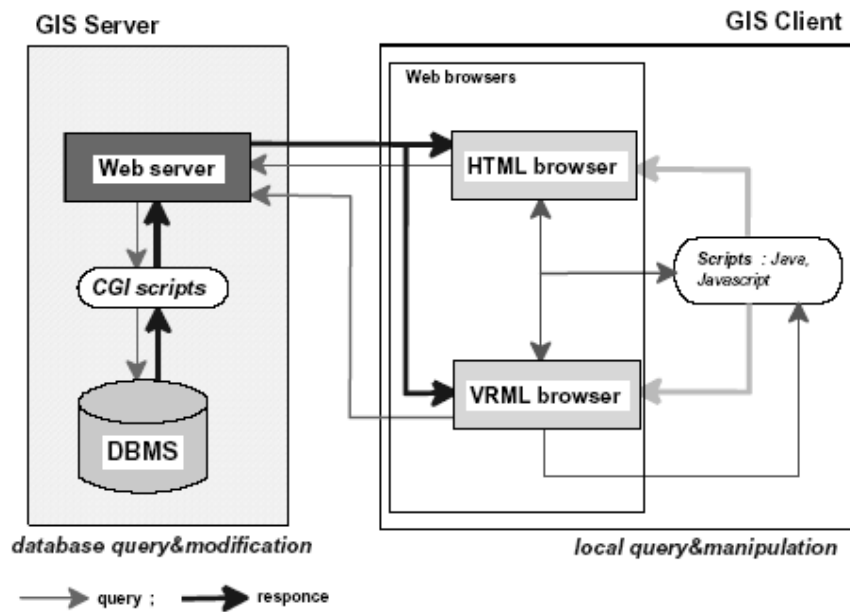 GIS Server
GIS Client
Web browsers
Web server
HTML browser
CGI scripts
Scripts : Java,
Javascript
VRML browser
DBMS
database query&modification
local query&manipulation
query ;
responce